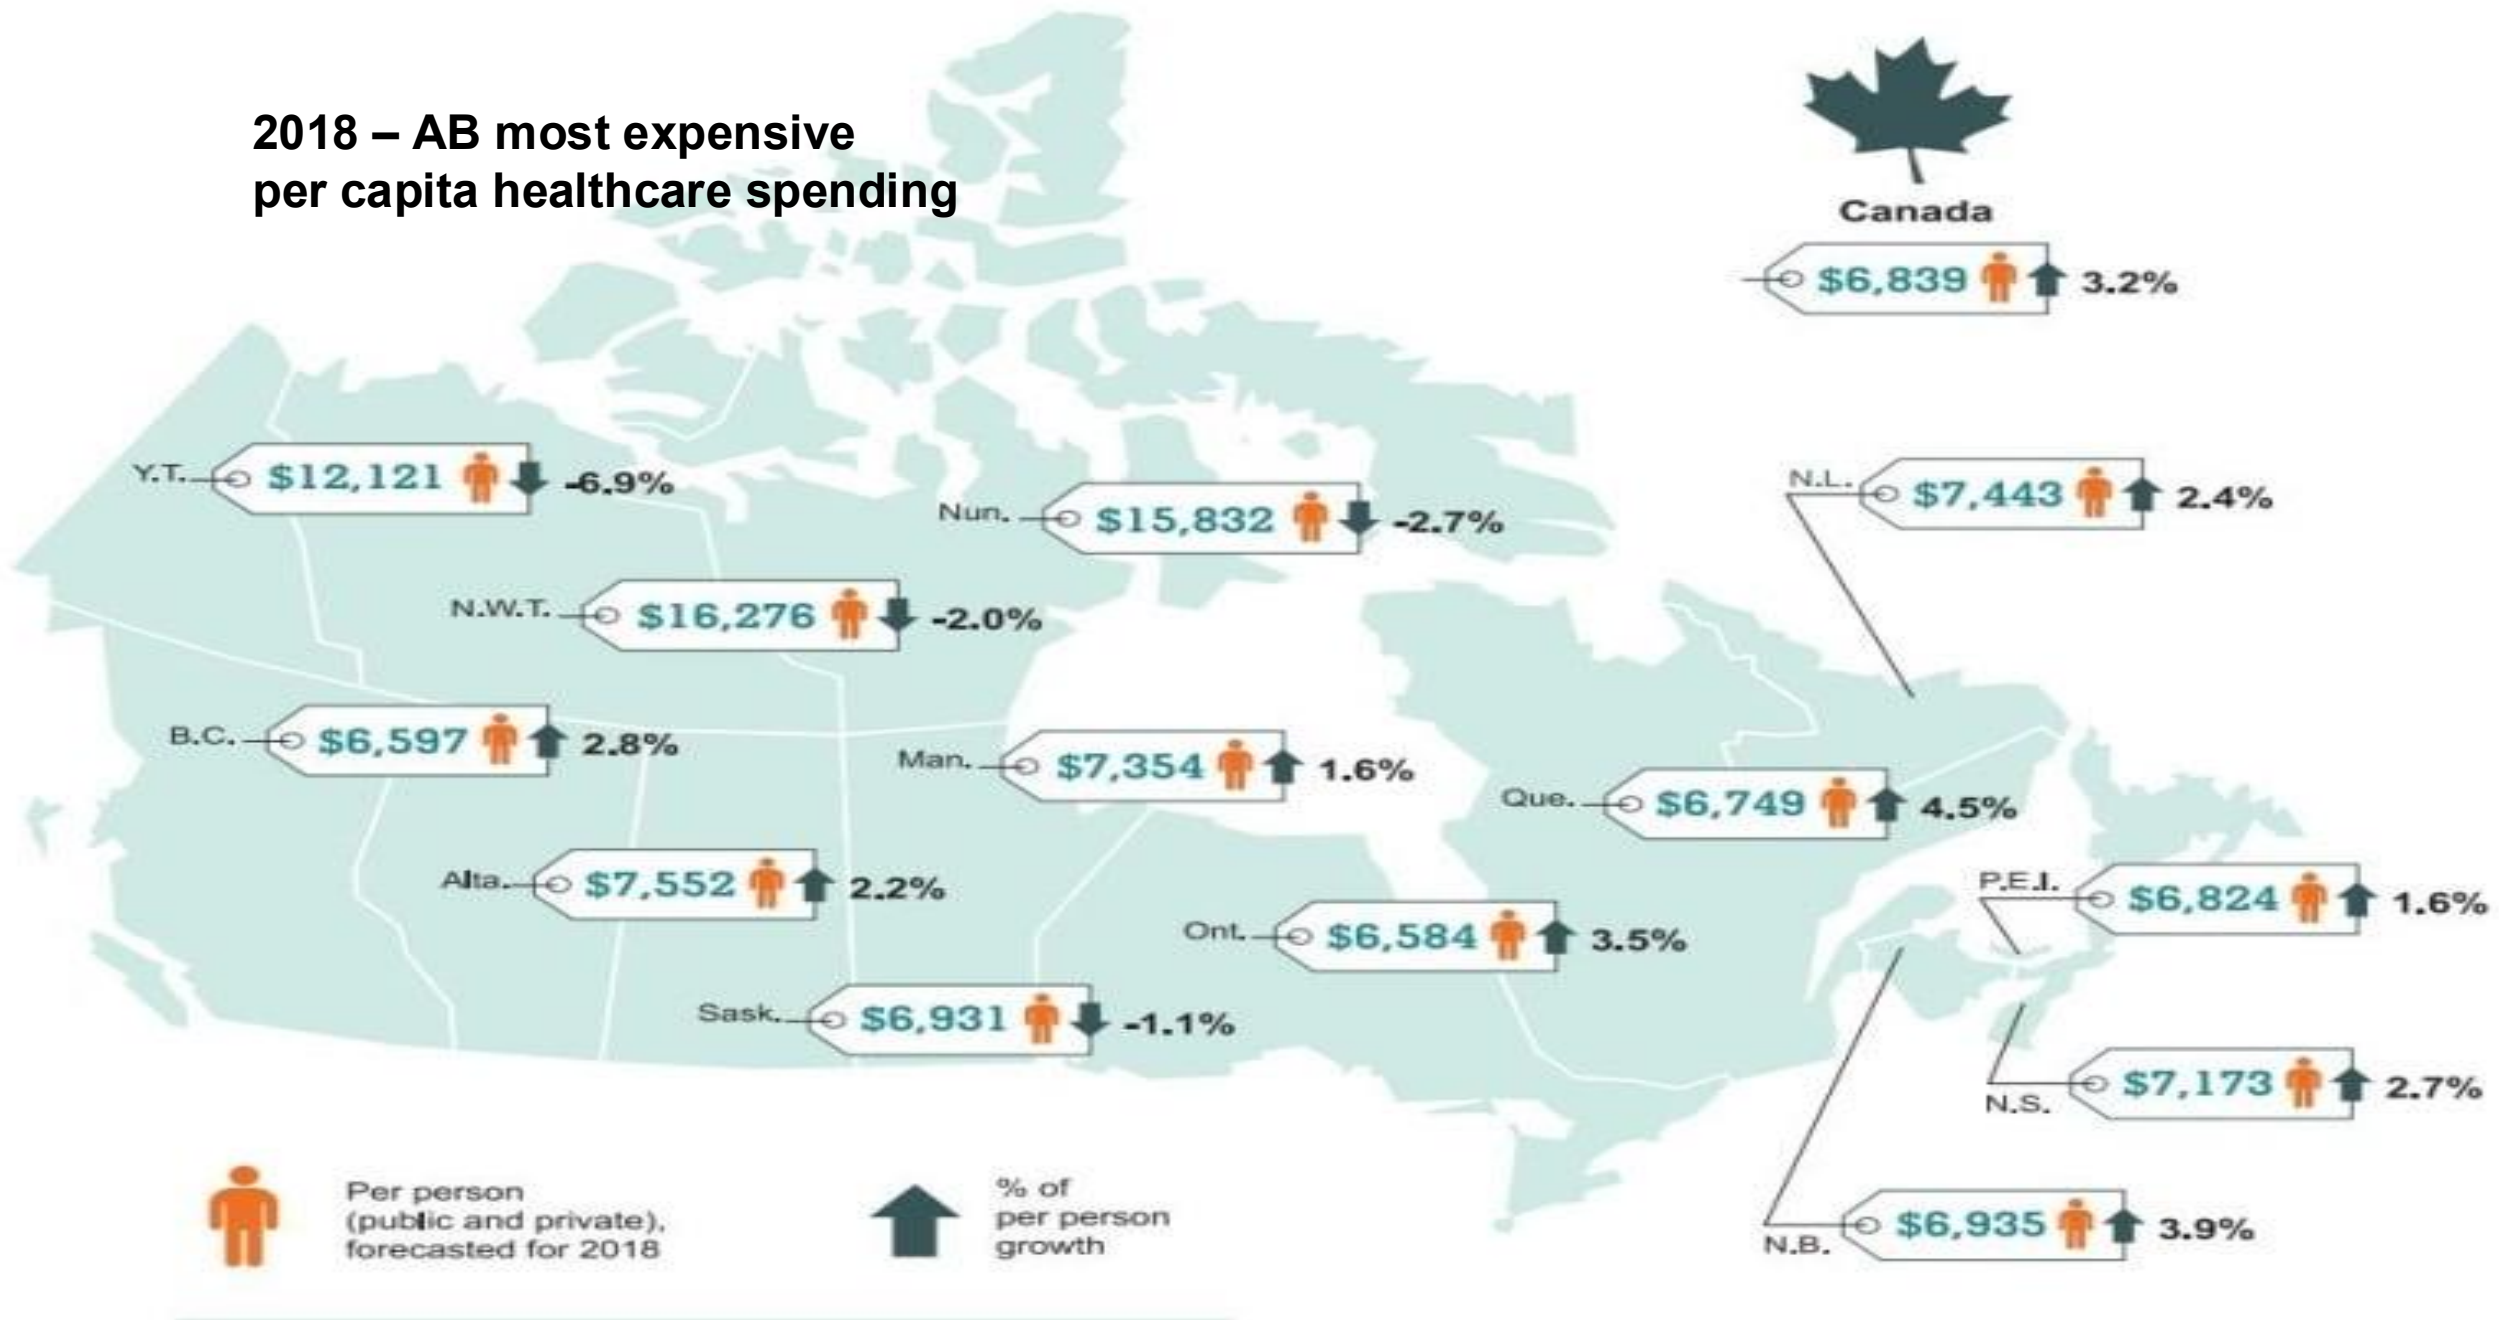 2018 – AB most expensive
per capita healthcare spending
Canada
$6,839 3.2%
Y.T. $12,121 -6.9%
Nun. $15,832 -2.7%
N.L. $7,443 2.4%
N.W.T. $16,276 -2.0%
B.C. $6,597 2.8%
Man. $7,354 1.6%
Que. $6,749 4.5%
Alta. $7,552 2.2%
P.E.I. $6,824 1.6%
Ont. $6,584 3.5%
Sask. $6,931 -1.1%
$7,173 2.7%
N.S.
$6,935 3.9%
N.B.
Per person
(public and private),
forecasted for 2018
% of
per person
growth